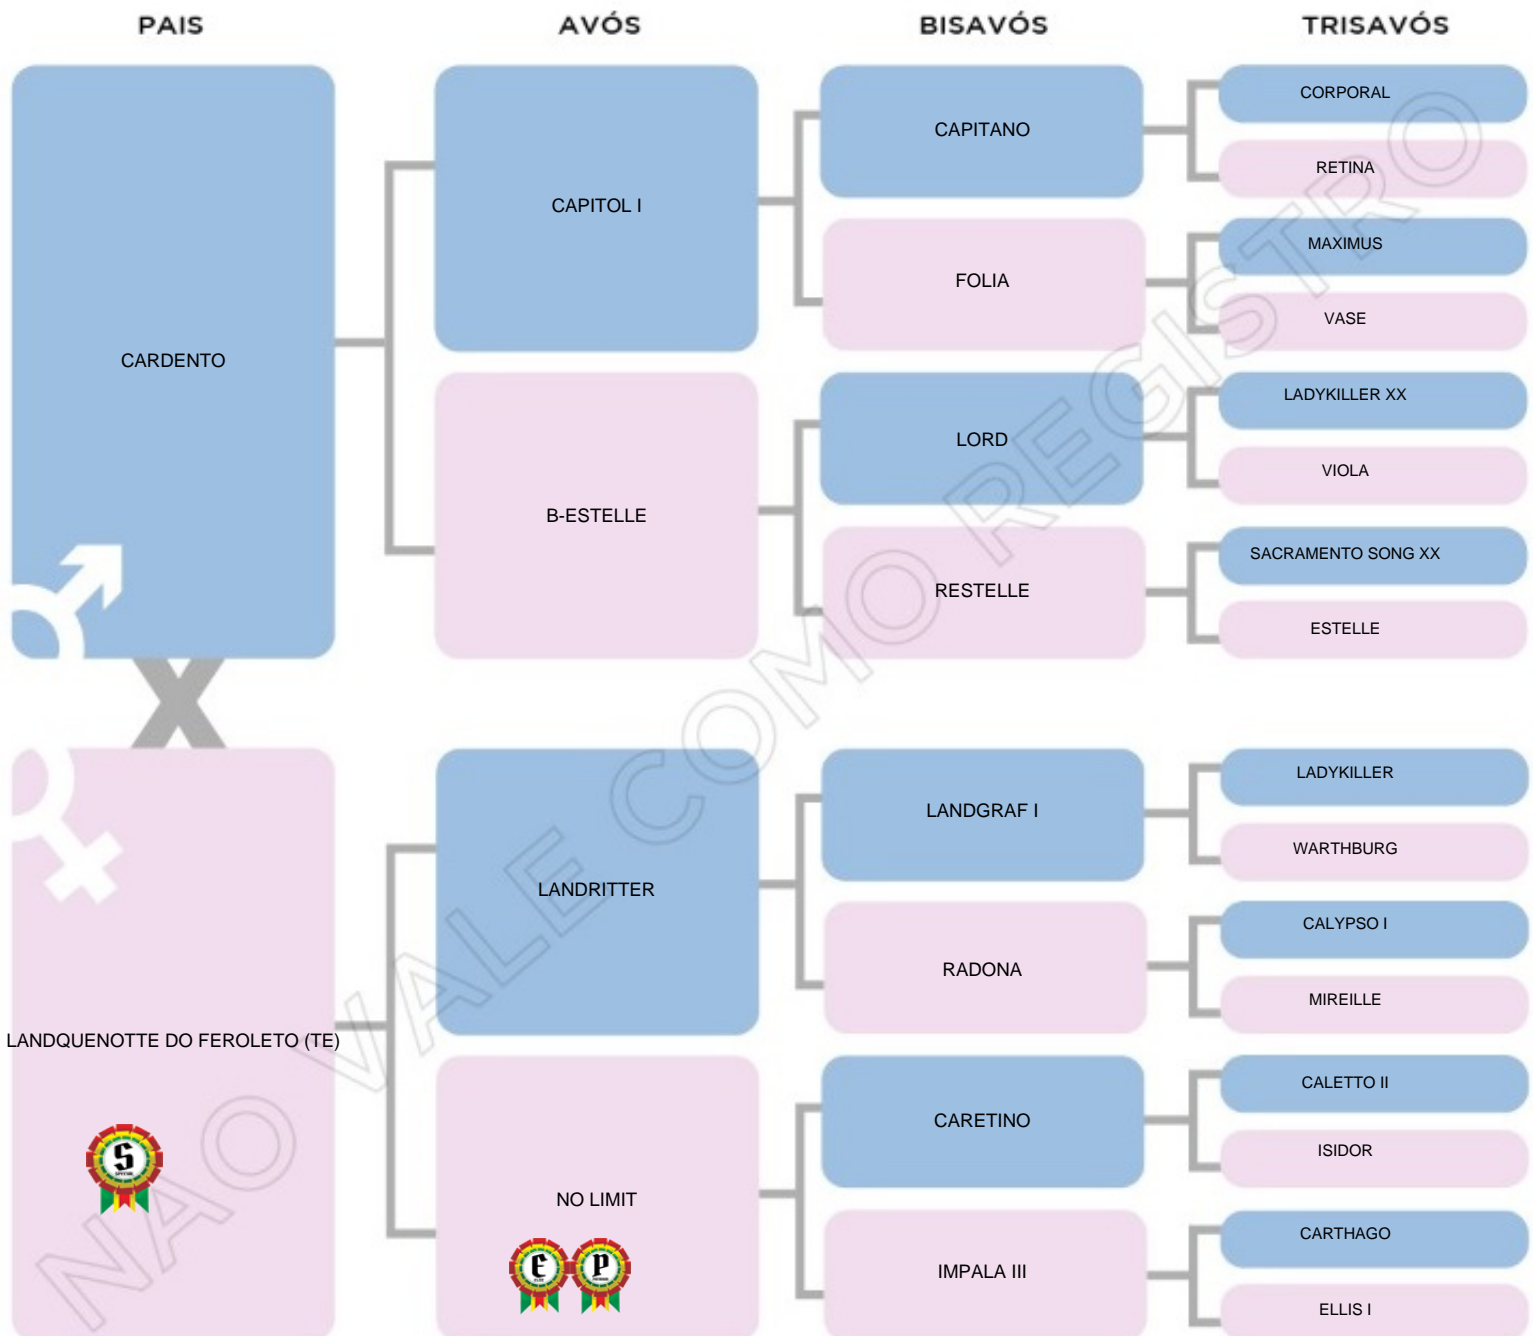 PAIS AVÓS BISAVÓS TRISAVÓS
CORPORAL
CAPITANO
RETINA
CAPITOL I
MAXIMUS
FOLIA
VASE
CARDENTO
LADYKILLER XX
LORD
VIOLA
B-ESTELLE
SACRAMENTO SONG XX
RESTELLE
ESTELLE
X
LADYKILLER
LANDGRAF I
WARTHBURG
LANDRITTER
CALYPSO I
RADONA
MIREILLE
LANDQUENOTTE DO FEROLETO (TE)
S
CALETTO II
CARETINO
ISIDOR
NO LIMIT
E P
CARTHAGO
IMPALA III
ELLIS I
NAO VALE COMO REGISTRO